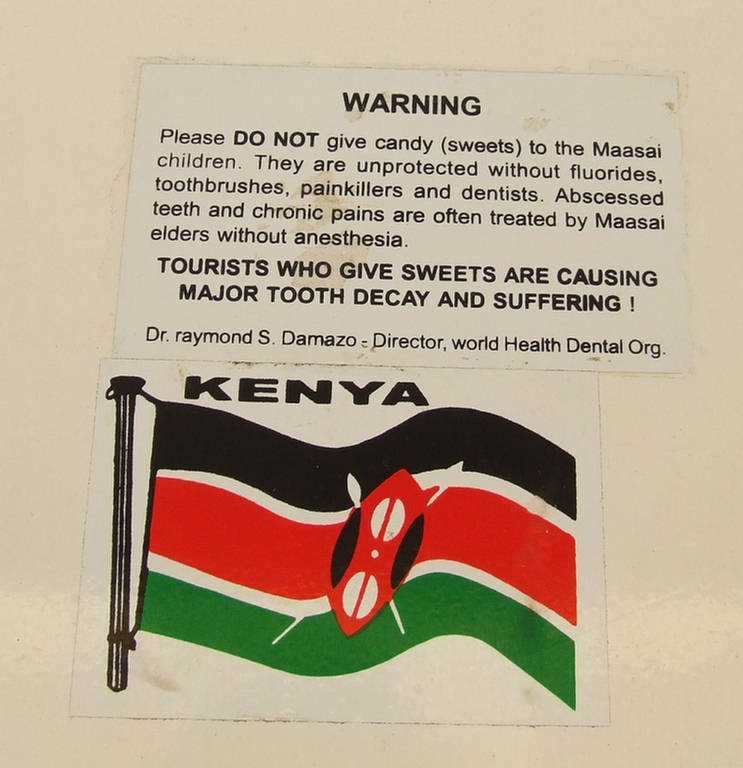 WARNING
Please DO NOT give candy (sweets) to the Maasai
children. They are unprotected without fluorides,
toothbrushes, painkillers and dentists. Abscessed
teeth and chronic pains are often treated by Maasai
elders without anesthesia.
TOURISTS WHO GIVE SWEETS ARE CAUSING
MAJOR TOOTH DECAY AND SUFFERING !
Dr. raymond S. Damazo - Director, world Health Dental Org.
KENYA